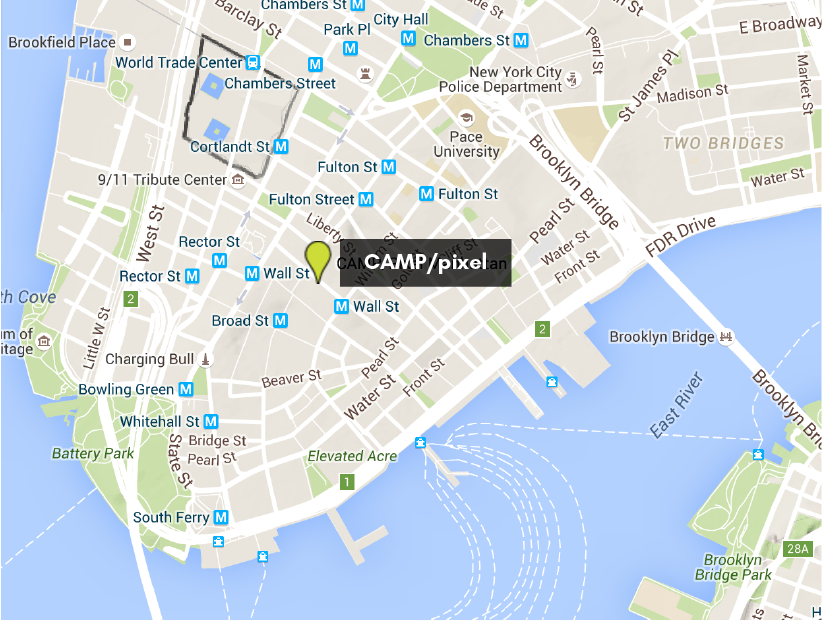 Barclay St
Chambers St
City Hall
Park Pl
Chambers St
Pearl St
E Broadway
Brookfield Place
World Trade Center
Chambers Street
New York City
Police Department
St James Pl
Madison St
Market St
Pace
University
TWO BRIDGES
Cortlandt St
Fulton St
Brooklyn Bridge
9/11 Tribute Center
Fulton Street
Fulton St
Water St
West St
Liberty St
Pearl St
Water St
Front St
FDR Drive
Rector St
CAMP/pixel
Rector St
Wall St
2
Wall St
Broad St
2
Little W St
Charging Bull
Pearl St
Brooklyn Bridge
Beaver St
Water St
Front St
Bowling Green
East River
Whitehall St
Battery Park
State St
Bridge St
Pearl St
Elevated Acre
1
South Ferry
28A
Brooklyn
Bridge Park